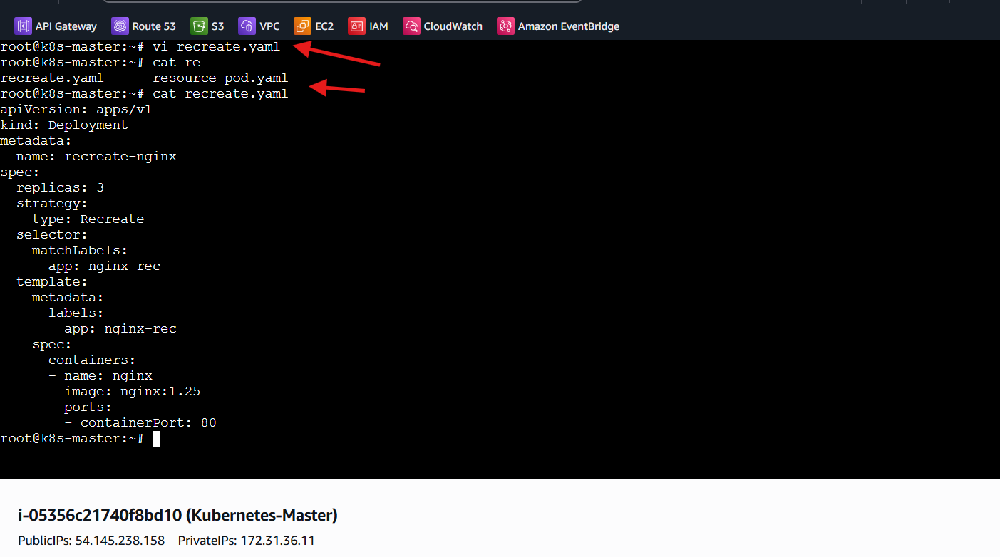 API Gateway Route 53 S3 VPC EC2 IAM CloudWatch Amazon EventBridge
root@k8s-master:~# vi recreate.yaml
root@k8s-master:~# cat re
recreate.yaml      resource-pod.yaml
root@k8s-master:~# cat recreate.yaml
apiVersion: apps/v1
kind: Deployment
metadata:
  name: recreate-nginx
spec:
  replicas: 3
  strategy:
    type: Recreate
  selector:
    matchLabels:
      app: nginx-rec
  template:
    metadata:
      labels:
        app: nginx-rec
    spec:
      containers:
      - name: nginx
        image: nginx:1.25
        ports:
        - containerPort: 80
root@k8s-master:~#
i-05356c21740f8bd10 (Kubernetes-Master)
PublicIPs: 54.145.238.158 PrivateIPs: 172.31.36.11